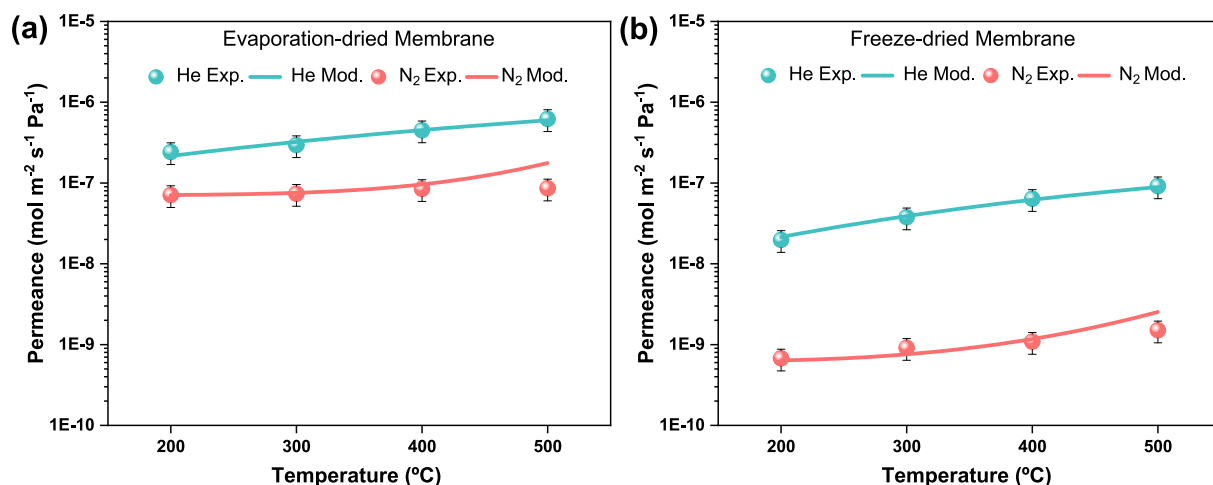 (a)
Evaporation-dried Membrane
He Exp. He Mod. N₂ Exp. N₂ Mod.
Permeance (mol m⁻² s⁻¹ Pa⁻¹)
1E-5
1E-6
1E-7
1E-8
1E-9
1E-10
200 300 400 500
Temperature (ºC)
(b)
Freeze-dried Membrane
He Exp. He Mod. N₂ Exp. N₂ Mod.
Permeance (mol m⁻² s⁻¹ Pa⁻¹)
1E-5
1E-6
1E-7
1E-8
1E-9
1E-10
200 300 400 500
Temperature (ºC)